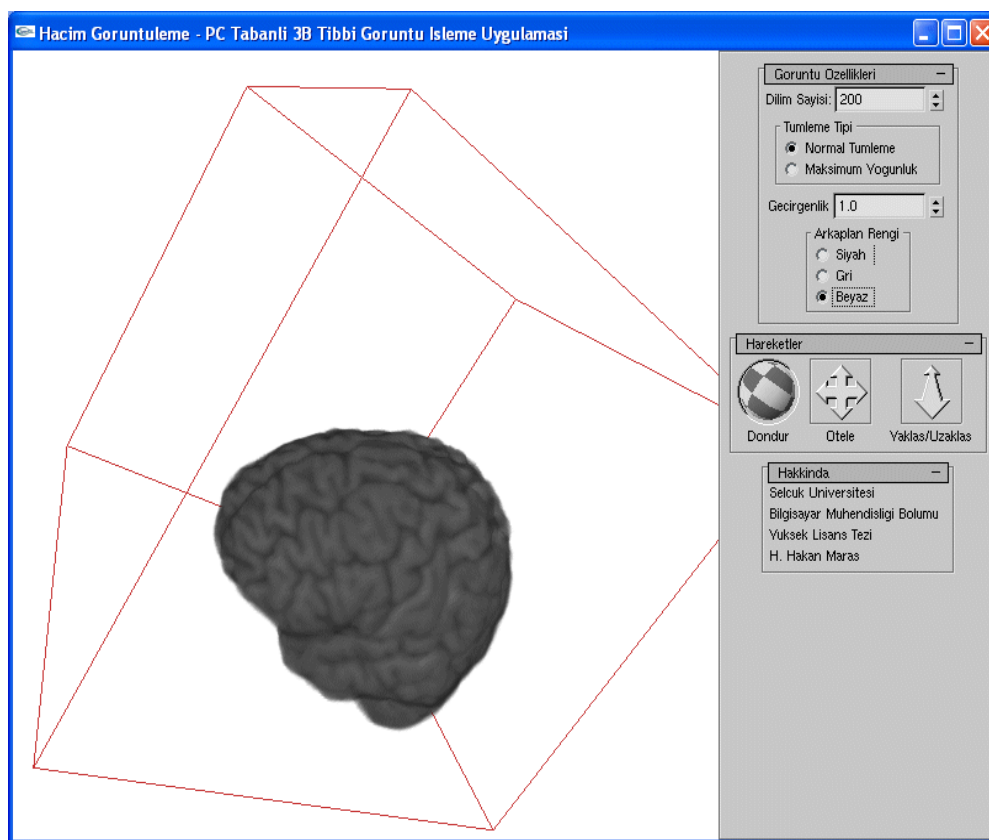 Hacim Goruntuleme - PC Tabanli 3B Tibbi Goruntu Isleme Uygulamasi
Goruntu Ozellikleri
Dilim Sayisi: 200
Tumleme Tipi
Normal Tumleme
Maksimum Yogunluk
Gecirgenlik 1.0
Arkaplan Rengi
Siyah
Gri
Beyaz
Hareketler
Dondur Otele Yaklas/Uzaklas
Hakkinda
Selcuk Universitesi
Bilgisayar Muhendisligi Bolumu
Yuksek Lisans Tezi
H. Hakan Maras